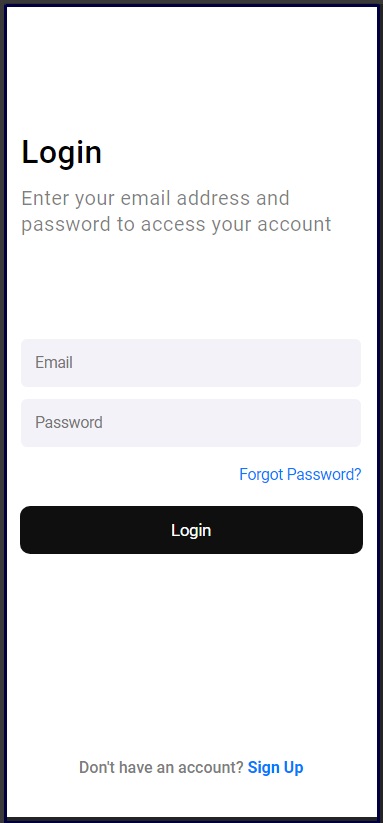 Login
Enter your email address and
password to access your account
Email
Password
Forgot Password?
Login
Don't have an account? Sign Up